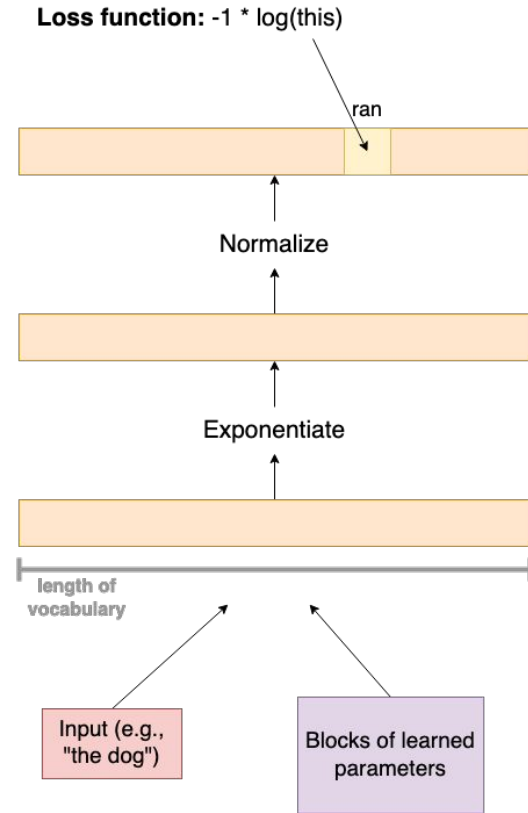 Loss function: -1 * log(this)
ran
Normalize
Exponentiate
length of
vocabulary
Input (e.g.,
"the dog")
Blocks of learned
parameters